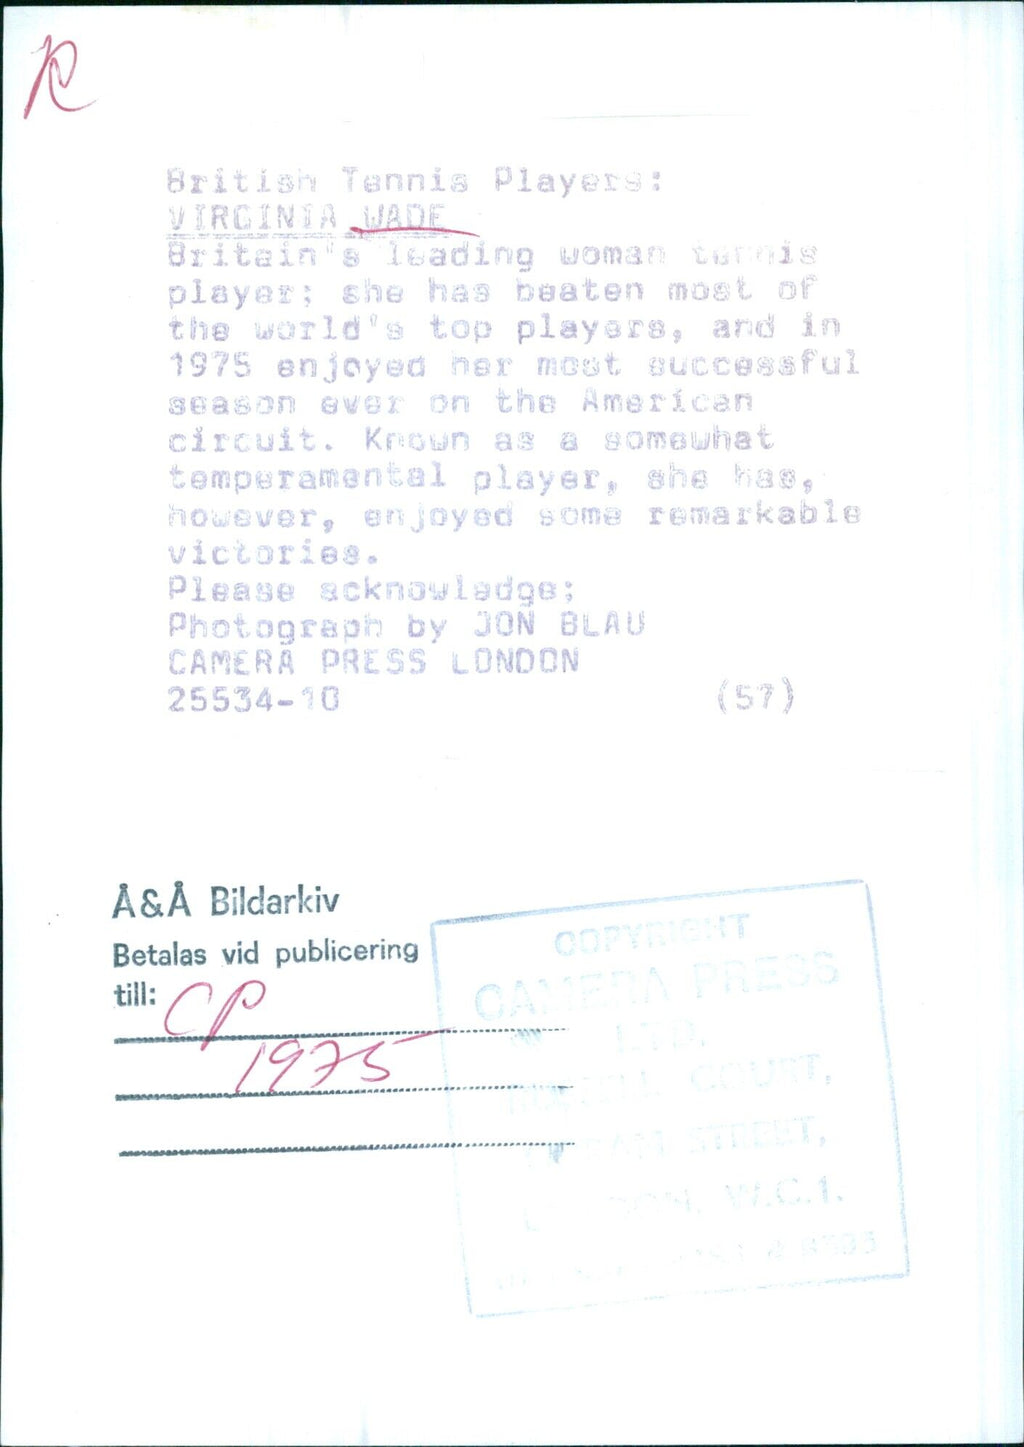 British Tennis Players:
VIRGINIA WADE
Britain's leading woman tennis
player; she has beaten most of
the world's top players, and in
1975 enjoyed her most successful
season ever on the American
circuit. Known as a somewhat
temperamental player, she has,
however, enjoyed some remarkable
victories.
Please acknowledge;
Photograph by JON BLAU
CAMERA PRESS LONDON
25534-10 (57)
Å&Å Bildarkiv
Betalas vid publicering
till: CP
1975
COPYRIGHT
CAMERA PRESS
LTD.
COURT,
STREET,
W.C.1.